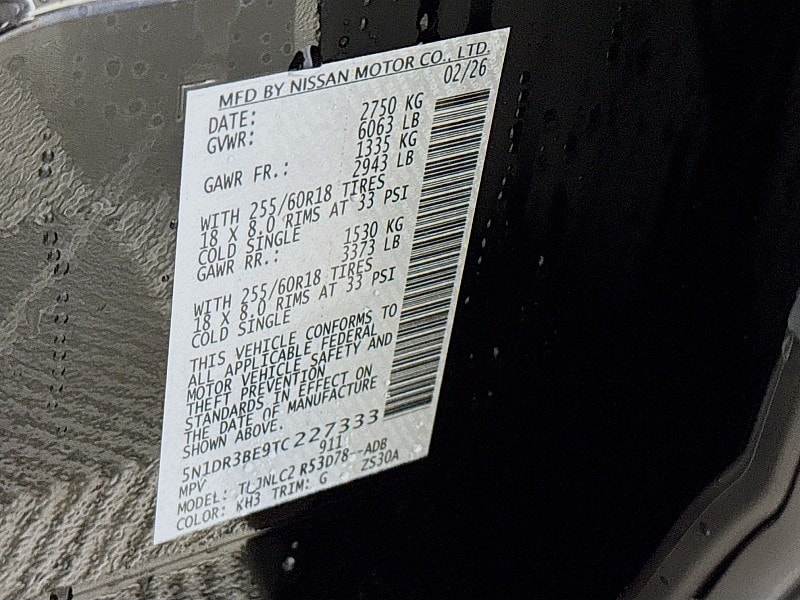 MFD BY NISSAN MOTOR CO., LTD.
DATE: 02/26
GVWR: 2750 KG
6063 LB
GAWR FR.: 1335 KG
2943 LB
WITH 255/60R18 TIRES
18 X 8.0 RIMS AT 33 PSI
COLD SINGLE
GAWR RR.: 1530 KG
3373 LB
WITH 255/60R18 TIRES
18 X 8.0 RIMS AT 33 PSI
COLD SINGLE
THIS VEHICLE CONFORMS TO
ALL APPLICABLE FEDERAL
MOTOR VEHICLE SAFETY AND
THEFT PREVENTION
STANDARDS IN EFFECT ON
THE DATE OF MANUFACTURE
SHOWN ABOVE.
5N1DR3BE9TC227333
MPV 911
MODEL: R53D78--ADB
COLOR: KH3 TRIM: G ZS30A